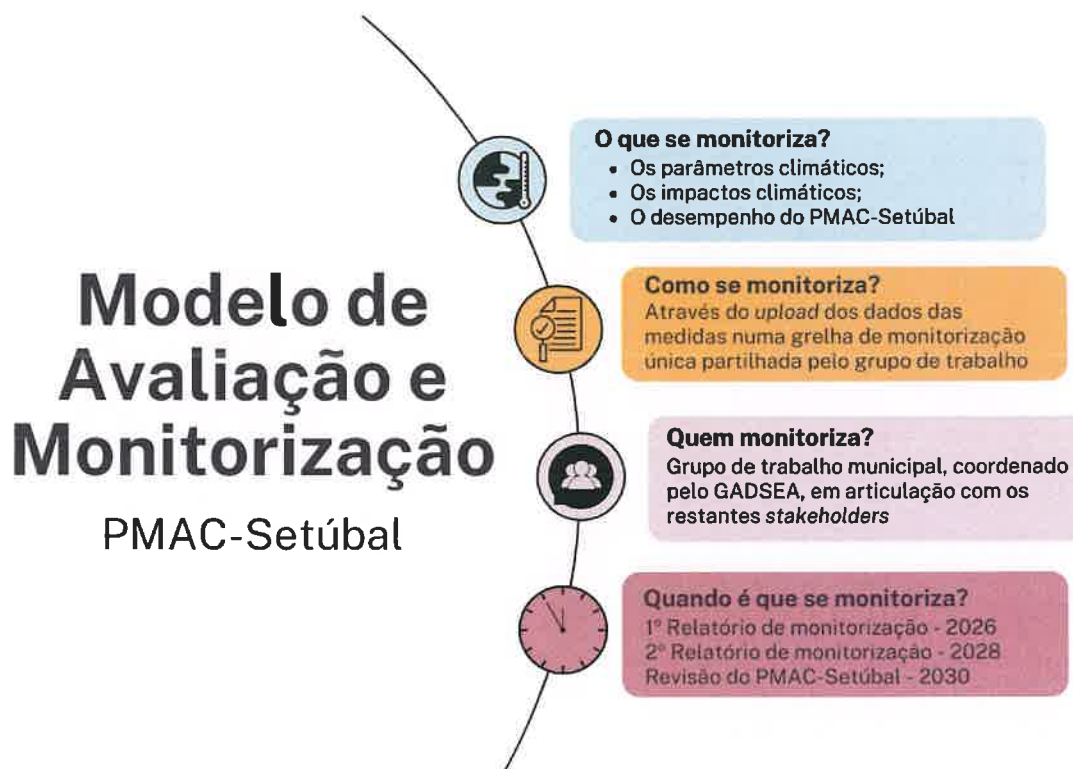 Modelo de
Avaliação e
Monitorização
PMAC-Setúbal
O que se monitoriza?
• Os parâmetros climáticos;
• Os impactos climáticos;
• O desempenho do PMAC-Setúbal
Como se monitoriza?
Através do upload dos dados das
medidas numa grelha de monitorização
única partilhada pelo grupo de trabalho
Quem monitoriza?
Grupo de trabalho municipal, coordenado
pelo GADSEA, em articulação com os
restantes stakeholders
Quando é que se monitoriza?
1º Relatório de monitorização - 2026
2º Relatório de monitorização - 2028
Revisão do PMAC-Setúbal - 2030